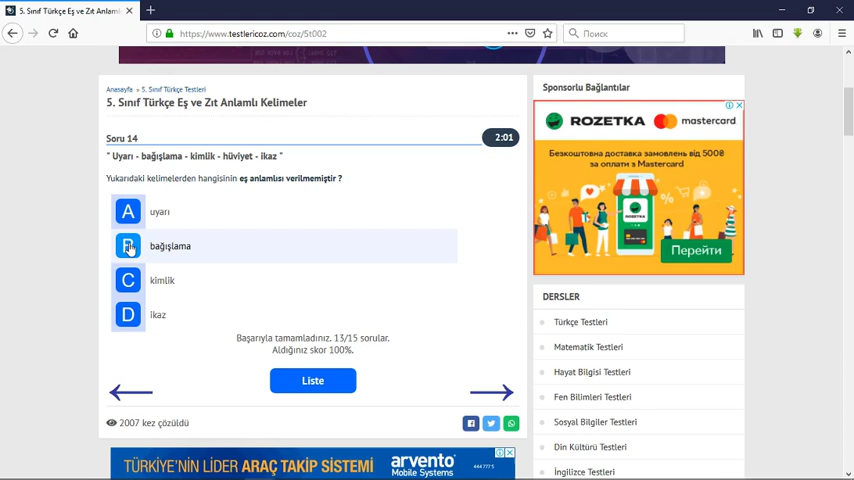 5. Sınıf Türkçe Eş ve Zıt Anlaml
https://www.testlericoz.com/coz/St002
Поиск
Anasayfa » 5. Sınıf Türkçe Testleri
5. Sınıf Türkçe Eş ve Zıt Anlamlı Kelimeler
Soru 14
2:01
" Uyarı - bağışlama - kimlik - hüviyet - ikaz "
Yukarıdaki kelimelerden hangisinin eş anlamlısı verilmemiştir ?
A uyarı
B bağışlama
C kimlik
D ikaz
Başarıyla tamamladınız, 13/15 sorular.
Aldığınız skor 100%.
Liste
2007 kez çözüldü
TÜRKİYE'NİN LİDER ARAÇ TAKİP SİSTEMİ
arvento
Mobile Systems
444 777 5
Sponsorlu Bağlantılar
ROZETKA mastercard
Безкоштовна доставка замовлень від 500₴
за оплати з Mastercard
ROZETKA
Перейти
DERSLER
Türkçe Testleri
Matematik Testleri
Hayat Bilgisi Testleri
Fen Bilimleri Testleri
Sosyal Bilgiler Testleri
Din Kültürü Testleri
İngilizce Testleri